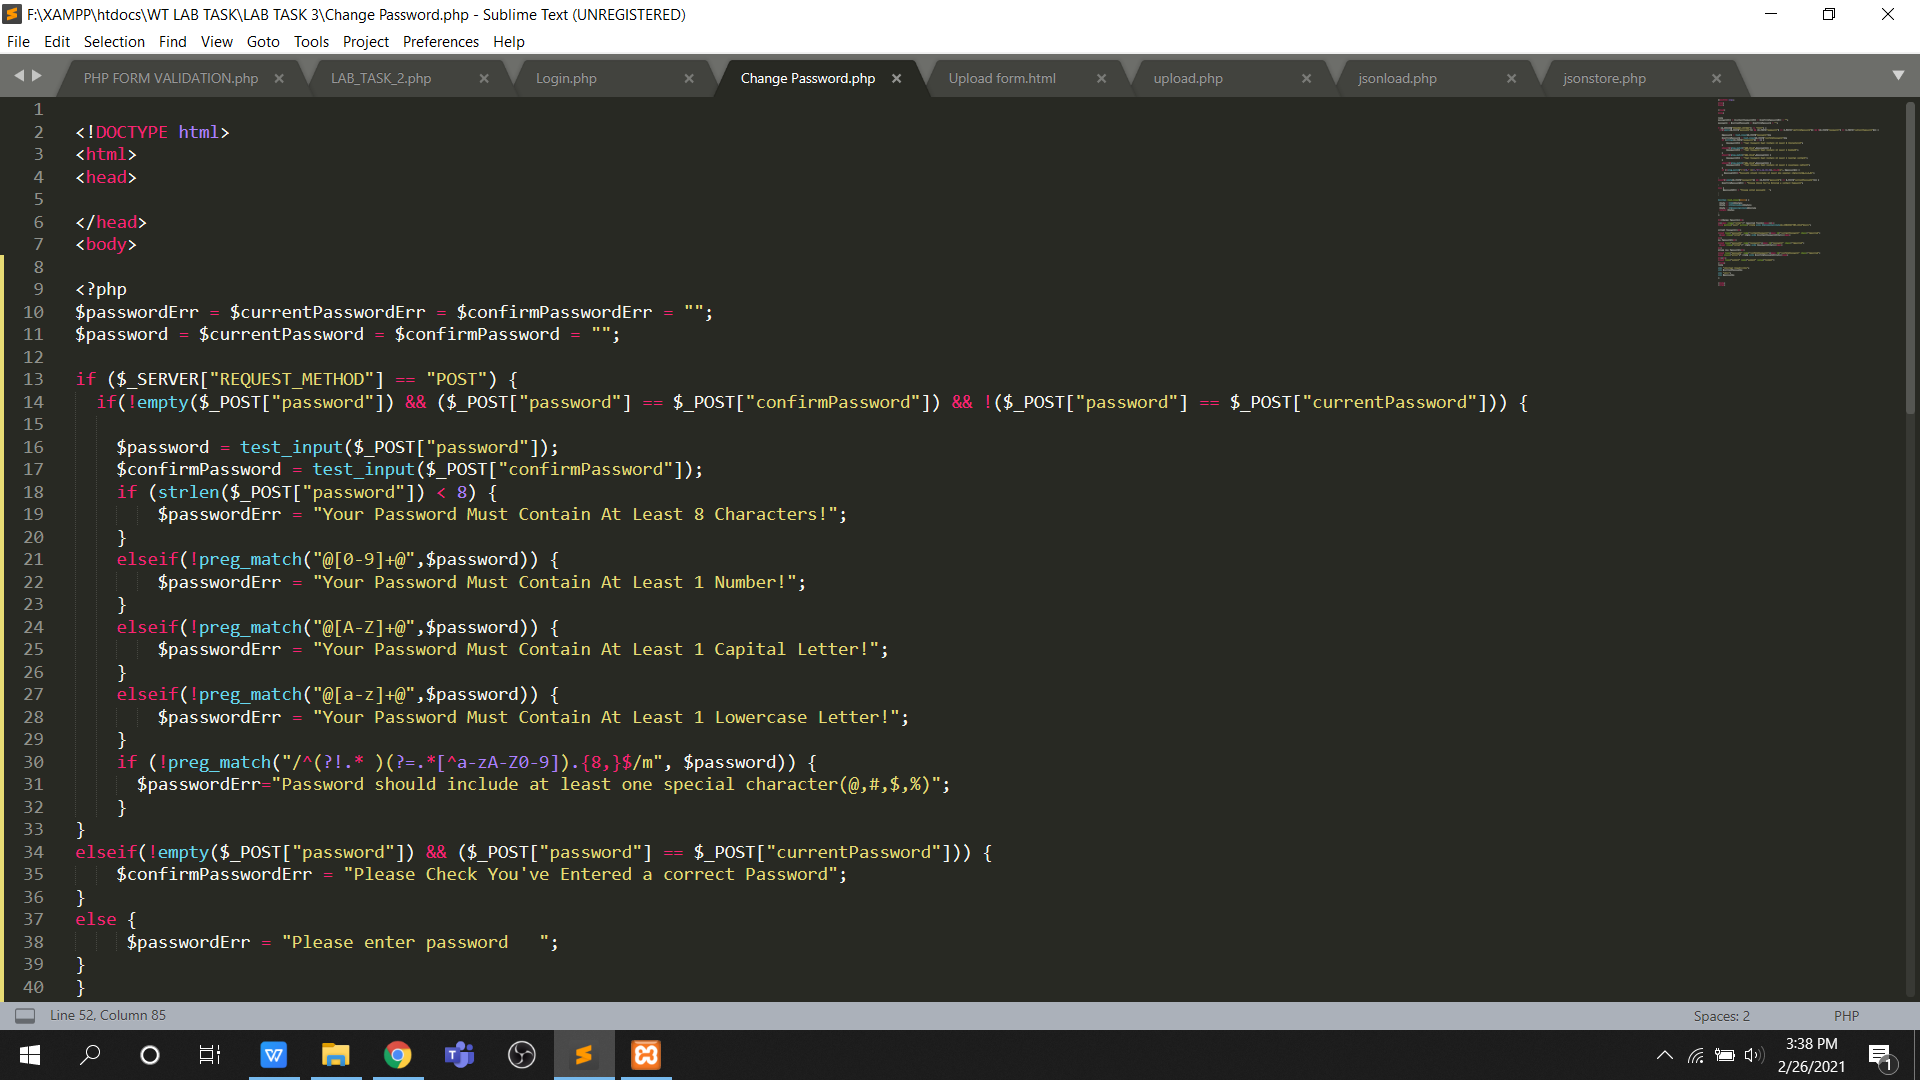 F:\XAMPP\htdocs\WT LAB TASK\LAB TASK 3\Change Password.php - Sublime Text (UNREGISTERED)
File Edit Selection Find View Goto Tools Project Preferences Help
PHP FORM VALIDATION.php LAB_TASK_2.php Login.php Change Password.php Upload form.html upload.php jsonload.php jsonstore.php
1
2 <!DOCTYPE html>
3 <html>
4 <head>
5
6 </head>
7 <body>
8
9 <?php
10 $passwordErr = $currentPasswordErr = $confirmPasswordErr = "";
11 $password = $currentPassword = $confirmPassword = "";
12
13 if ($_SERVER["REQUEST_METHOD"] == "POST") {
14 if(!empty($_POST["password"]) && ($_POST["password"] == $_POST["confirmPassword"]) && !($_POST["password"] == $_POST["currentPassword"])) {
15
16 $password = test_input($_POST["password"]);
17 $confirmPassword = test_input($_POST["confirmPassword"]);
18 if (strlen($_POST["password"]) < 8) {
19 $passwordErr = "Your Password Must Contain At Least 8 Characters!";
20 }
21 elseif(!preg_match("@[0-9]+@",$password)) {
22 $passwordErr = "Your Password Must Contain At Least 1 Number!";
23 }
24 elseif(!preg_match("@[A-Z]+@",$password)) {
25 $passwordErr = "Your Password Must Contain At Least 1 Capital Letter!";
26 }
27 elseif(!preg_match("@[a-z]+@",$password)) {
28 $passwordErr = "Your Password Must Contain At Least 1 Lowercase Letter!";
29 }
30 if (!preg_match("/^(?!.* )(?=.*[^a-zA-Z0-9]).{8,}$/m", $password)) {
31 $passwordErr="Password should include at least one special character(@,#,$,%)";
32 }
33 }
34 elseif(!empty($_POST["password"]) && ($_POST["password"] == $_POST["currentPassword"])) {
35 $confirmPasswordErr = "Please Check You've Entered a correct Password";
36 }
37 else {
38 $passwordErr = "Please enter password   ";
39 }
40 }
Line 52, Column 85 Spaces: 2 PHP
3:38 PM
2/26/2021
1